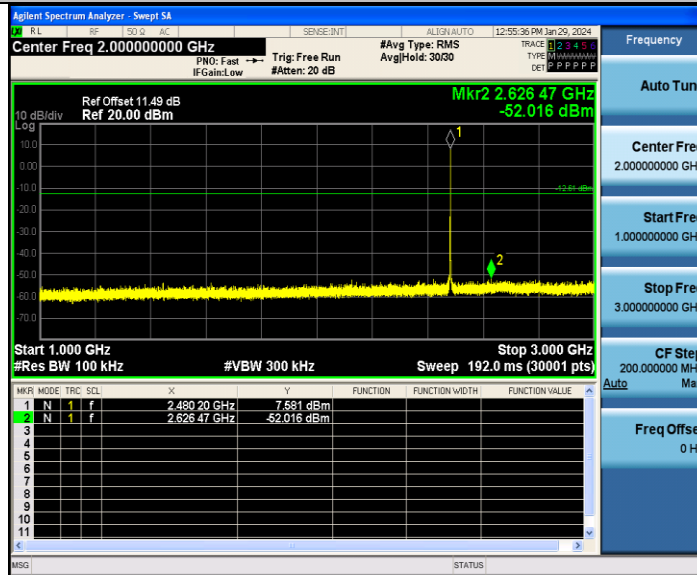 Agilent Spectrum Analyzer - Swept SA
RL RF 50 Ω AC SENSE:INT ALIGN AUTO 12:55:36 PM Jan 29, 2024
Center Freq 2.000000000 GHz
#Avg Type: RMS
TRACE 1 2 3 4 5 6
PNO: Fast Trig: Free Run Avg|Hold: 30/30
TYPE M
IFGain:Low #Atten: 20 dB
DET P P P P P P
Ref Offset 11.49 dB
Mkr2 2.626 47 GHz
10 dB/div Ref 20.00 dBm
-52.016 dBm
Log
10.0
0.00
-10.0
-12.61 dBm
-20.0
-30.0
-40.0
-50.0
-60.0
-70.0
1
2
Start 1.000 GHz Stop 3.000 GHz
#Res BW 100 kHz #VBW 300 kHz Sweep 192.0 ms (30001 pts)
MKR MODE TRC SCL X Y FUNCTION FUNCTION WIDTH FUNCTION VALUE
1 N 1 f 2.480 20 GHz 7.581 dBm
2 N 1 f 2.626 47 GHz -52.016 dBm
3
4
5
6
7
8
9
10
11
MSG STATUS
Frequency
Auto Tun
Center Fre
2.000000000 GH
Start Fre
1.000000000 GH
Stop Fre
3.000000000 GH
CF Step
200.000000 MH
Auto Ma
Freq Offse
0 H